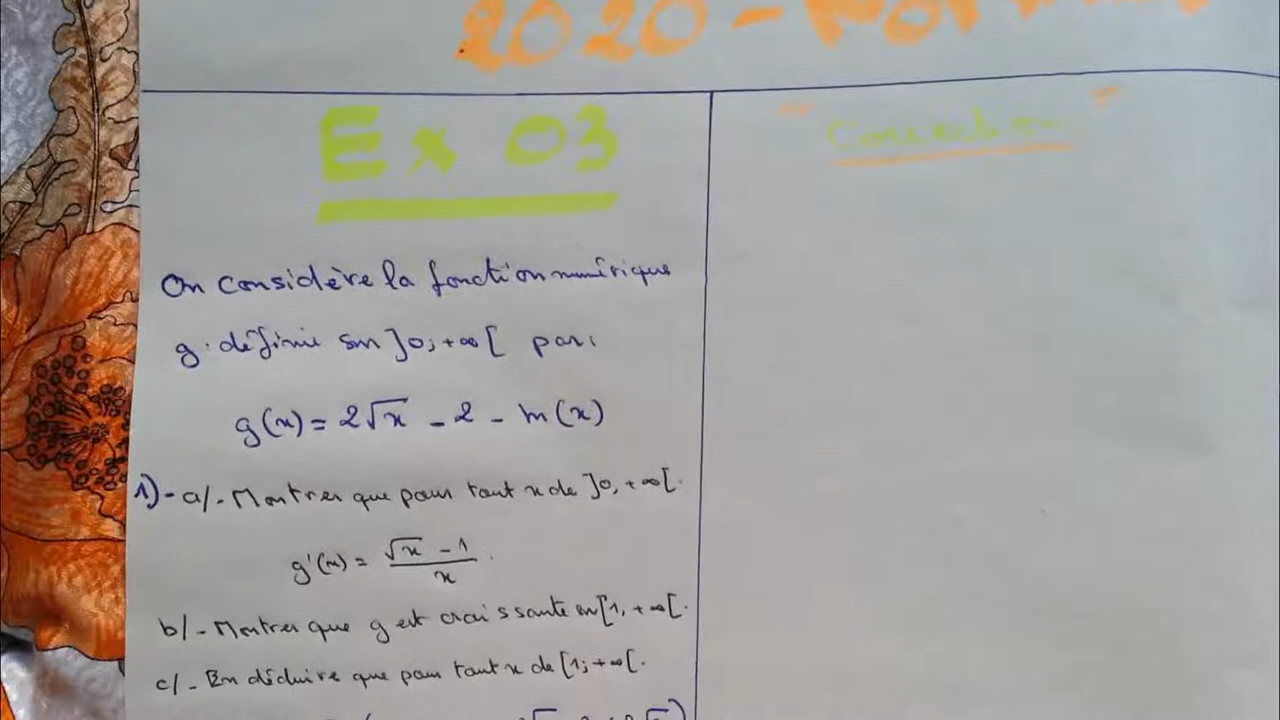 2020 -
Ex 03
"Correction"
On considère la fonction numérique
g définie sur ]0; +∞[ par:
g(x) = 2√x - 2 - ln(x)
1) - a/- Montrer que pour tout x de ]0, +∞[.
g'(x) = (√x - 1)/x.
b/- Montrer que g est croissante sur [1, +∞[.
c/- En déduire que pour tout x de [1; +∞[.